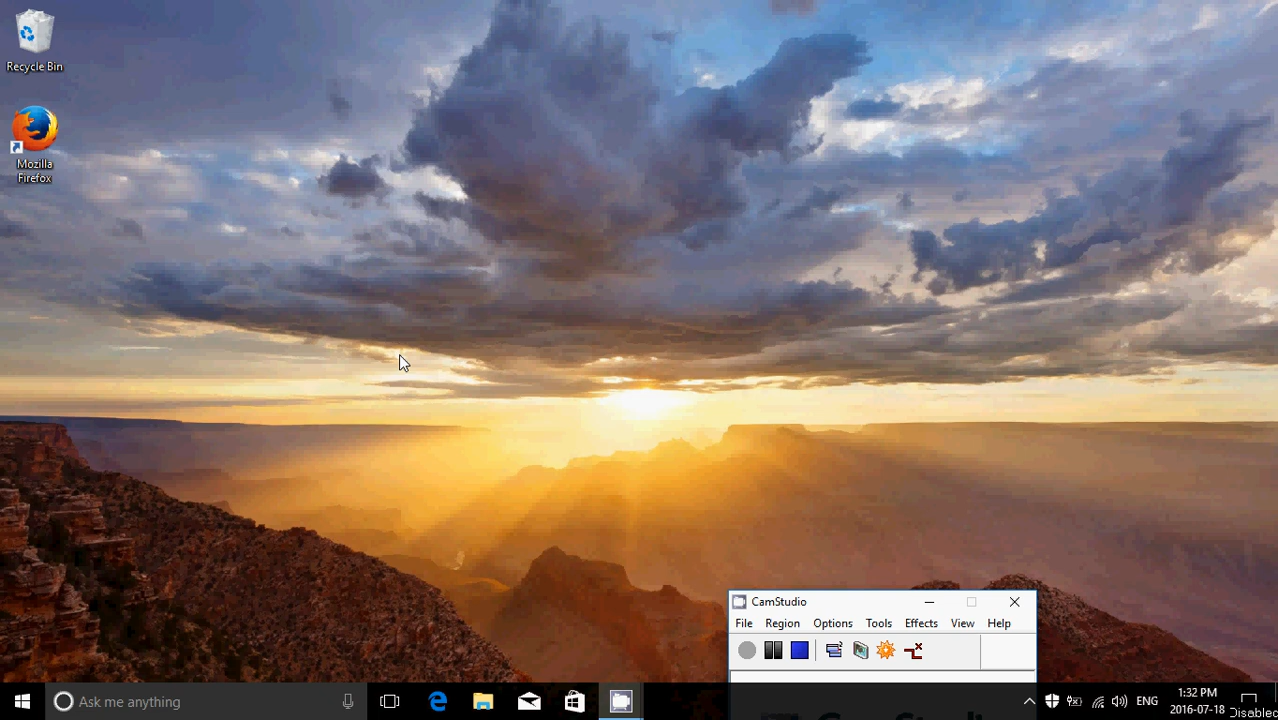 Recycle Bin
Mozilla
Firefox
CamStudio
File Region Options Tools Effects View Help
Ask me anything
ENG
1:32 PM
2016-07-18
Disabled